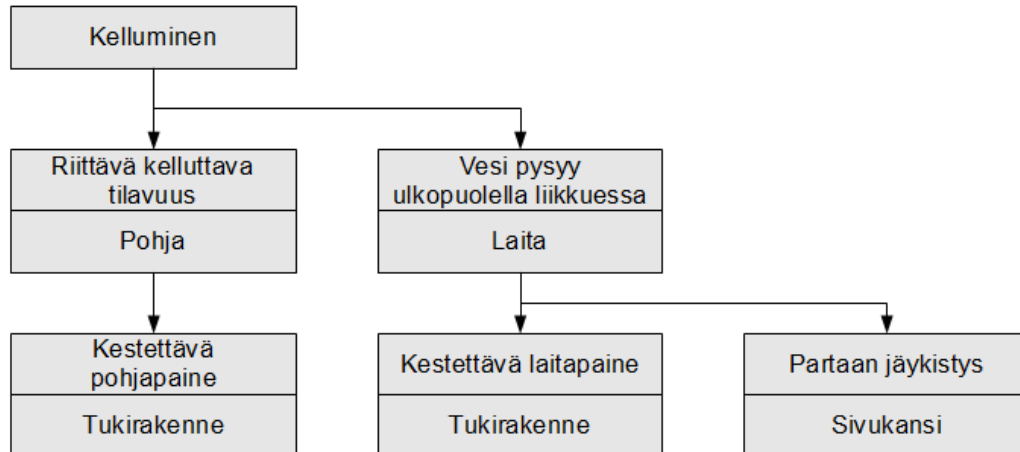 Kelluminen
Riittävä kelluttava
tilavuus
Pohja
Vesi pysyy
ulkopuolella liikkuessa
Laita
Kestettävä
pohjapaine
Tukirakenne
Kestettävä laitapaine
Tukirakenne
Partaan jäykistys
Sivukansi